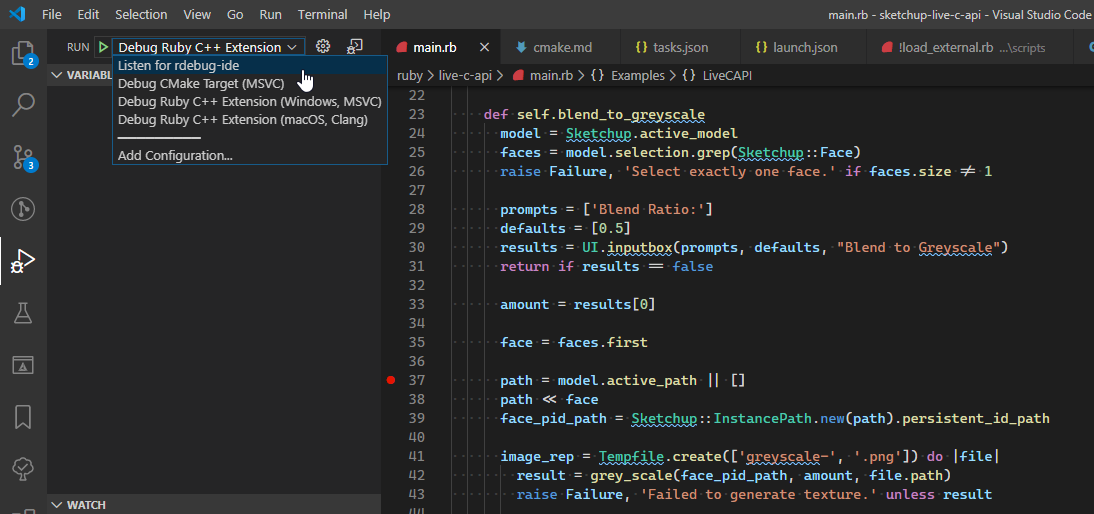 File Edit Selection View Go Run Terminal Help main.rb - sketchup-live-c-api - Visual Studio Code
RUN Debug Ruby C++ Extension
Listen for rdebug-ide
Debug CMake Target (MSVC)
Debug Ruby C++ Extension (Windows, MSVC)
Debug Ruby C++ Extension (macOS, Clang)
Add Configuration...
VARIABL
WATCH
2
3
main.rb cmake.md tasks.json launch.json !load_external.rb ...\scripts
ruby > live-c-api > main.rb > {} Examples > {} LiveCAPI
22
23 def self.blend_to_greyscale
24 model = Sketchup.active_model
25 faces = model.selection.grep(Sketchup::Face)
26 raise Failure, 'Select exactly one face.' if faces.size != 1
27
28 prompts = ['Blend Ratio:']
29 defaults = [0.5]
30 results = UI.inputbox(prompts, defaults, "Blend to Greyscale")
31 return if results == false
32
33 amount = results[0]
34
35 face = faces.first
36
37 path = model.active_path || []
38 path << face
39 face_pid_path = Sketchup::InstancePath.new(path).persistent_id_path
40
41 image_rep = Tempfile.create(['greyscale-', '.png']) do |file|
42 result = grey_scale(face_pid_path, amount, file.path)
43 raise Failure, 'Failed to generate texture.' unless result